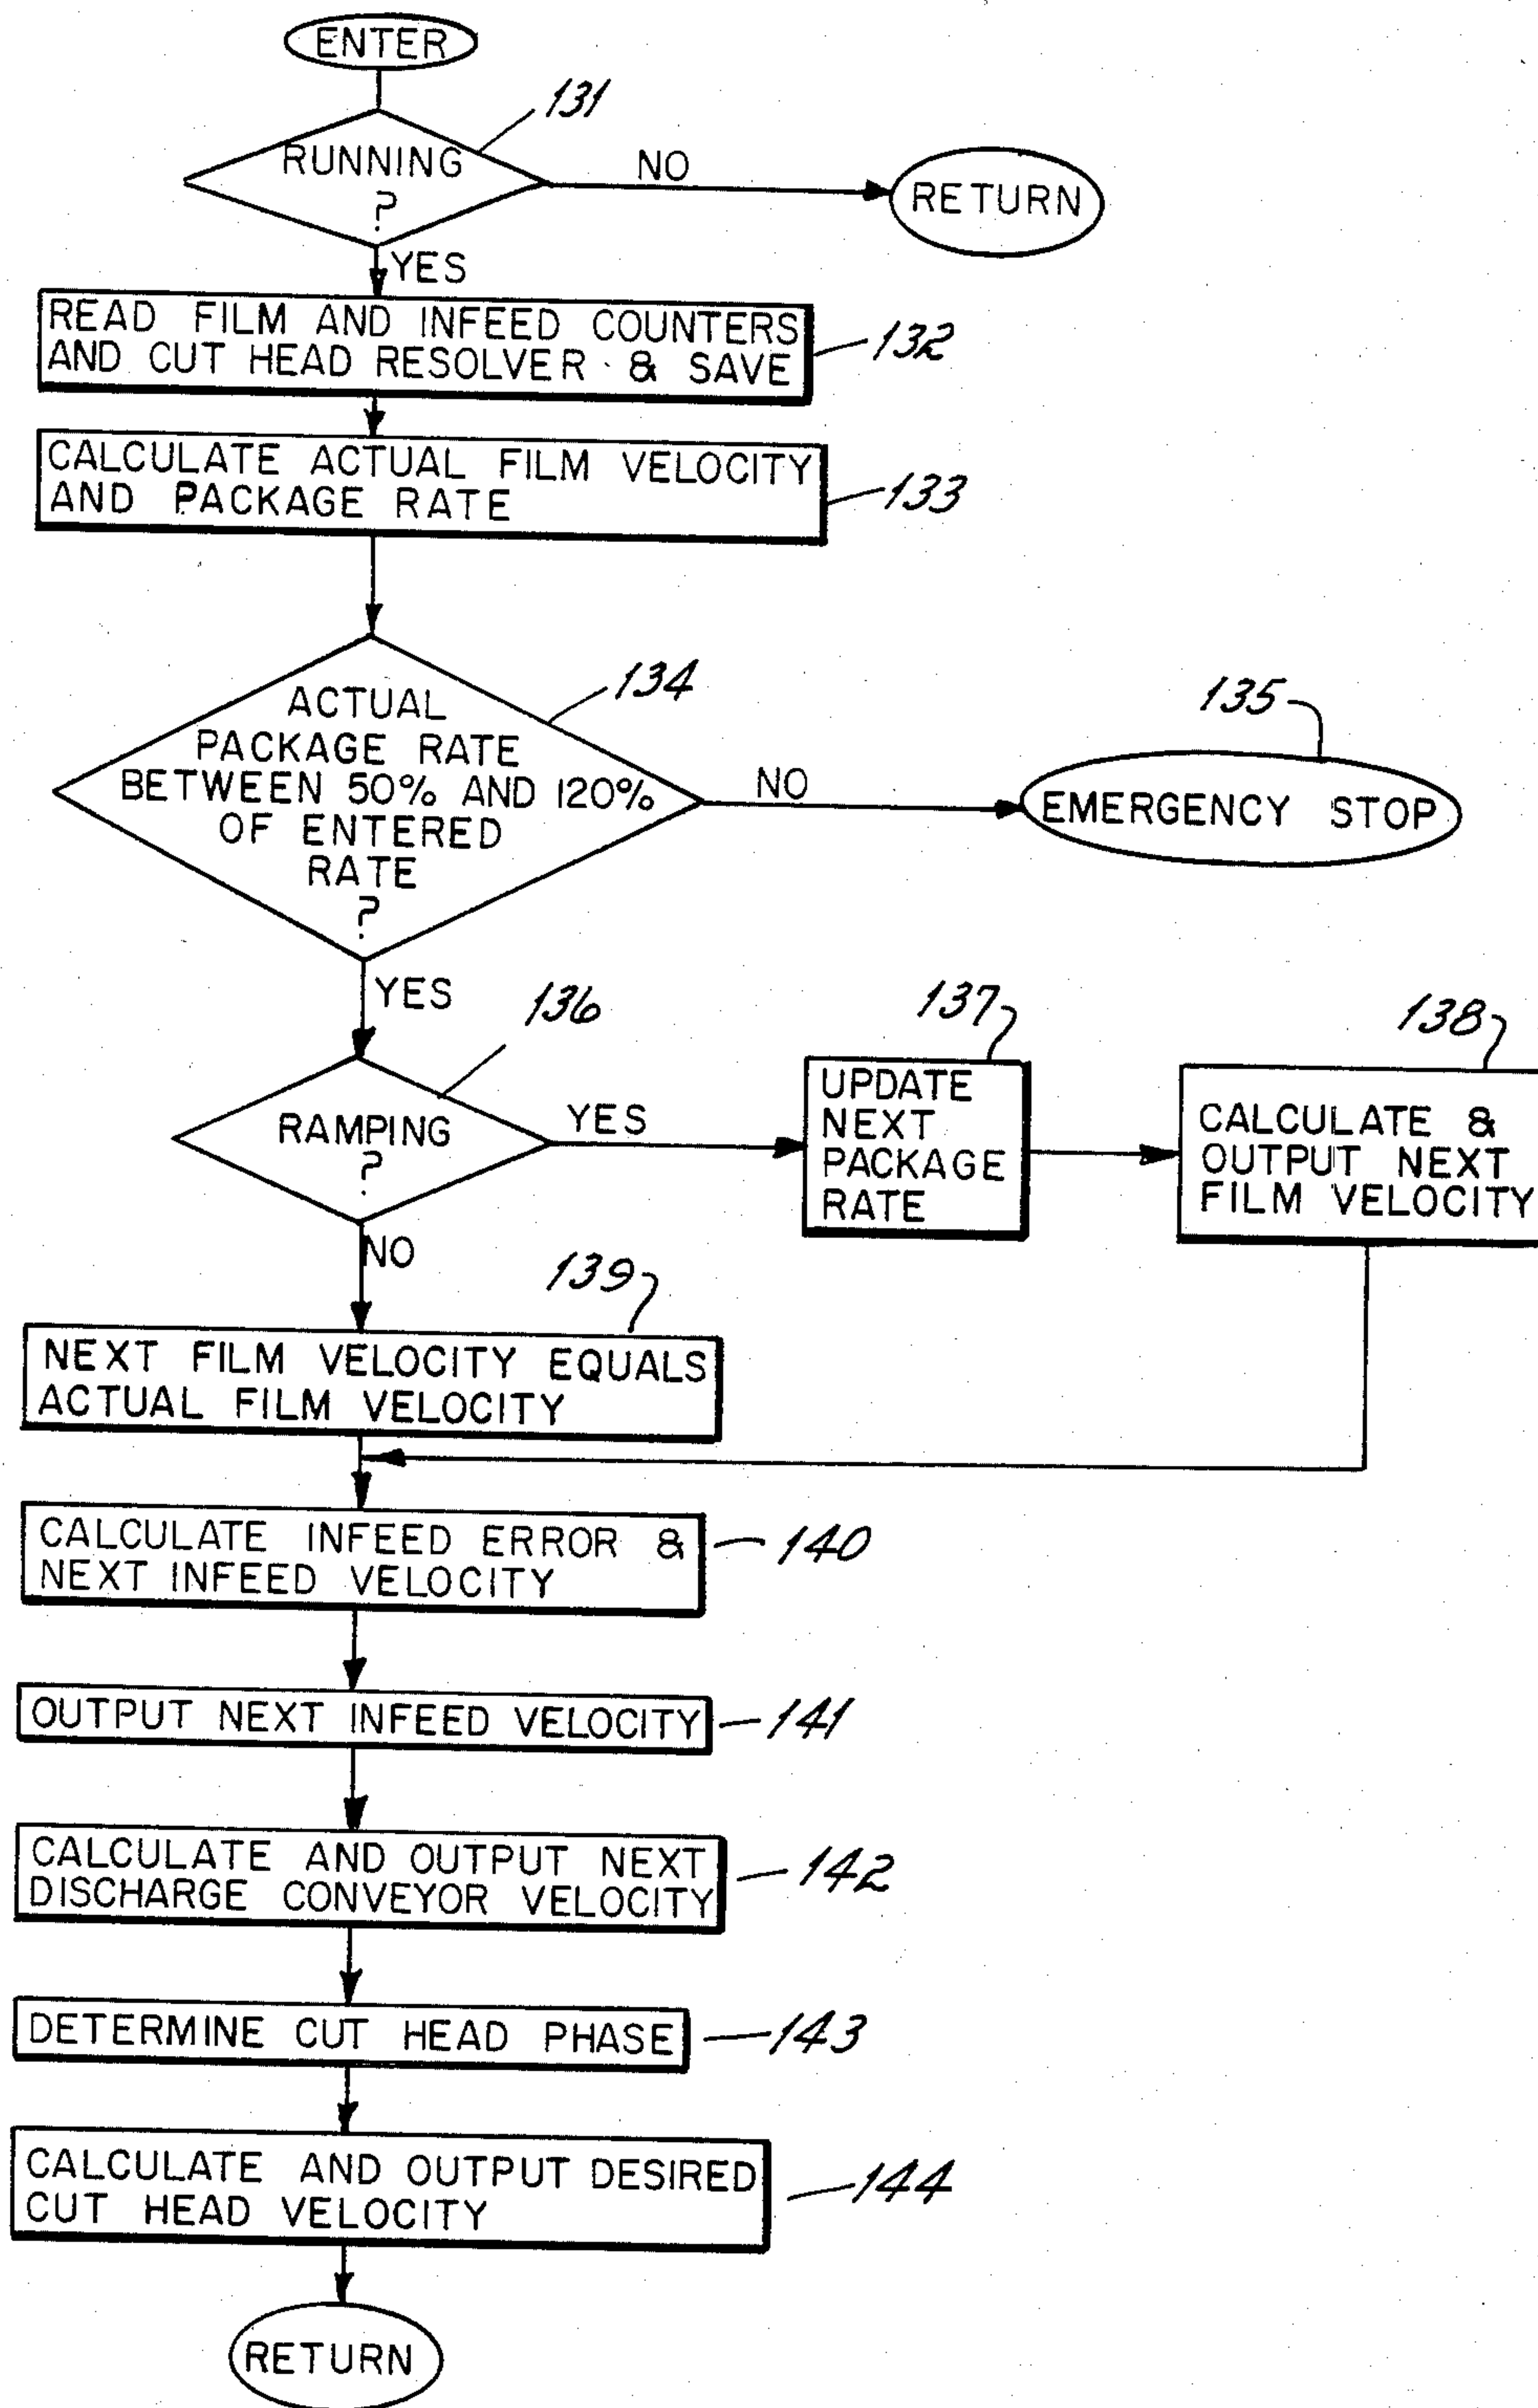 ENTER
131
RUNNING
?
NO
RETURN
YES
READ FILM AND INFEED COUNTERS
AND CUT HEAD RESOLVER & SAVE
132
CALCULATE ACTUAL FILM VELOCITY
AND PACKAGE RATE
133
134
ACTUAL
PACKAGE RATE
BETWEEN 50% AND 120%
OF ENTERED
RATE
?
NO
135
EMERGENCY STOP
YES
136
RAMPING
?
YES
137
UPDATE
NEXT
PACKAGE
RATE
138
CALCULATE &
OUTPUT NEXT
FILM VELOCITY
NO
139
NEXT FILM VELOCITY EQUALS
ACTUAL FILM VELOCITY
CALCULATE INFEED ERROR &
NEXT INFEED VELOCITY
140
OUTPUT NEXT INFEED VELOCITY
141
CALCULATE AND OUTPUT NEXT
DISCHARGE CONVEYOR VELOCITY
142
DETERMINE CUT HEAD PHASE
143
CALCULATE AND OUTPUT DESIRED
CUT HEAD VELOCITY
144
RETURN